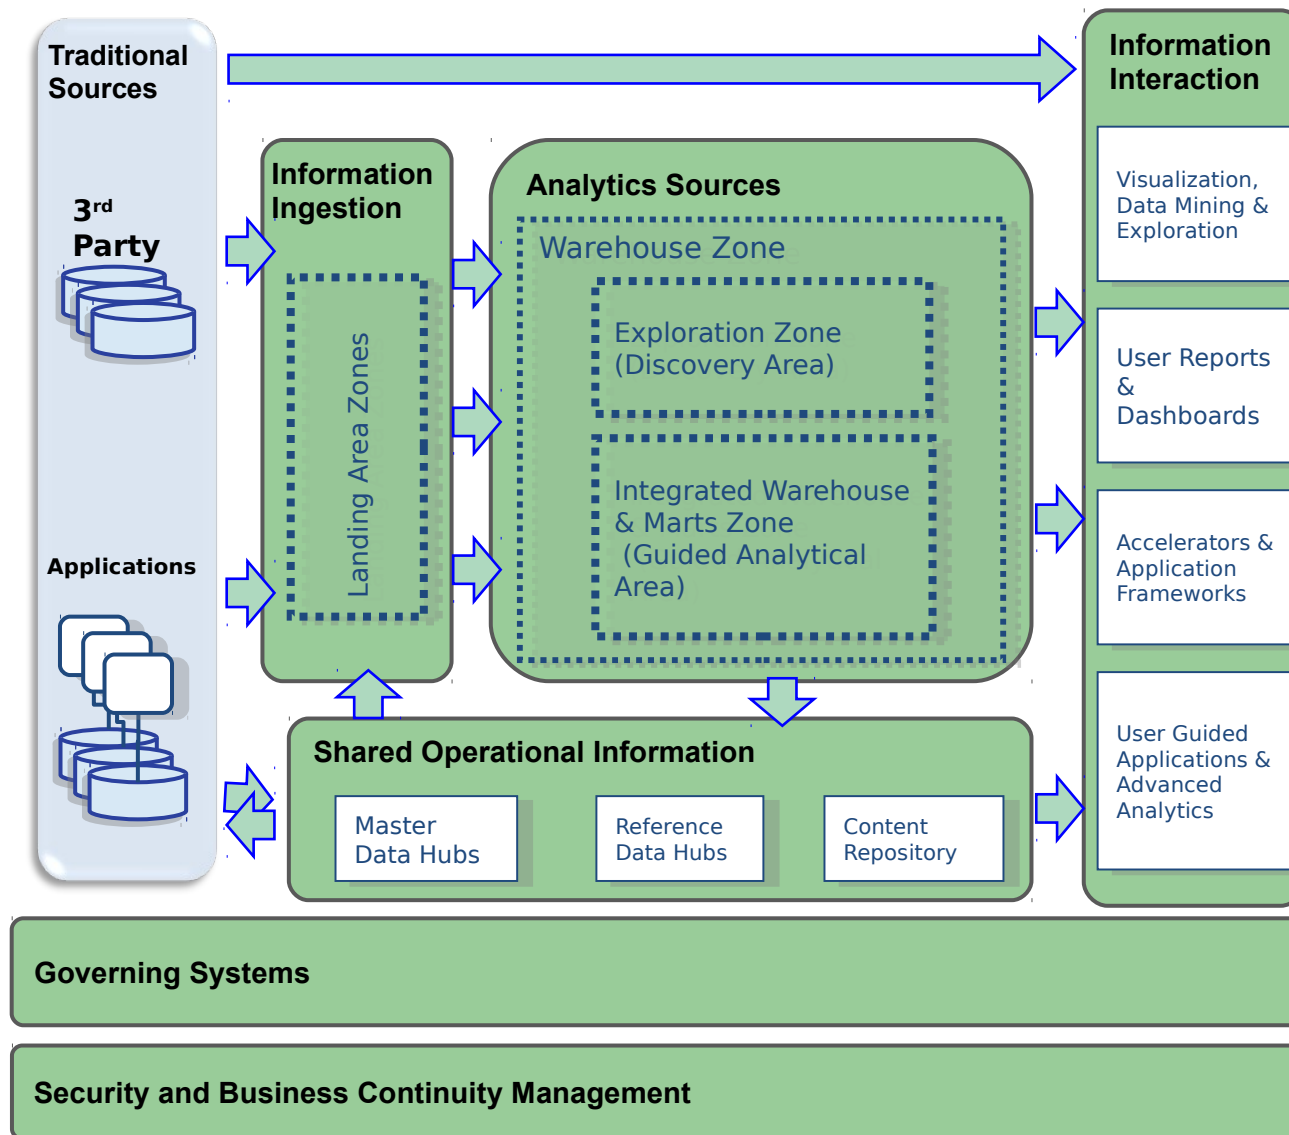 Traditional
Sources
3rd
Party
Applications
Information
Ingestion
Landing Area Zones
Analytics Sources
Warehouse Zone
Exploration Zone
(Discovery Area)
Integrated Warehouse
& Marts Zone
(Guided Analytical
Area)
Shared Operational Information
Master
Data Hubs
Reference
Data Hubs
Content
Repository
Information
Interaction
Visualization,
Data Mining &
Exploration
User Reports
&
Dashboards
Accelerators &
Application
Frameworks
User Guided
Applications &
Advanced
Analytics
Governing Systems
Security and Business Continuity Management